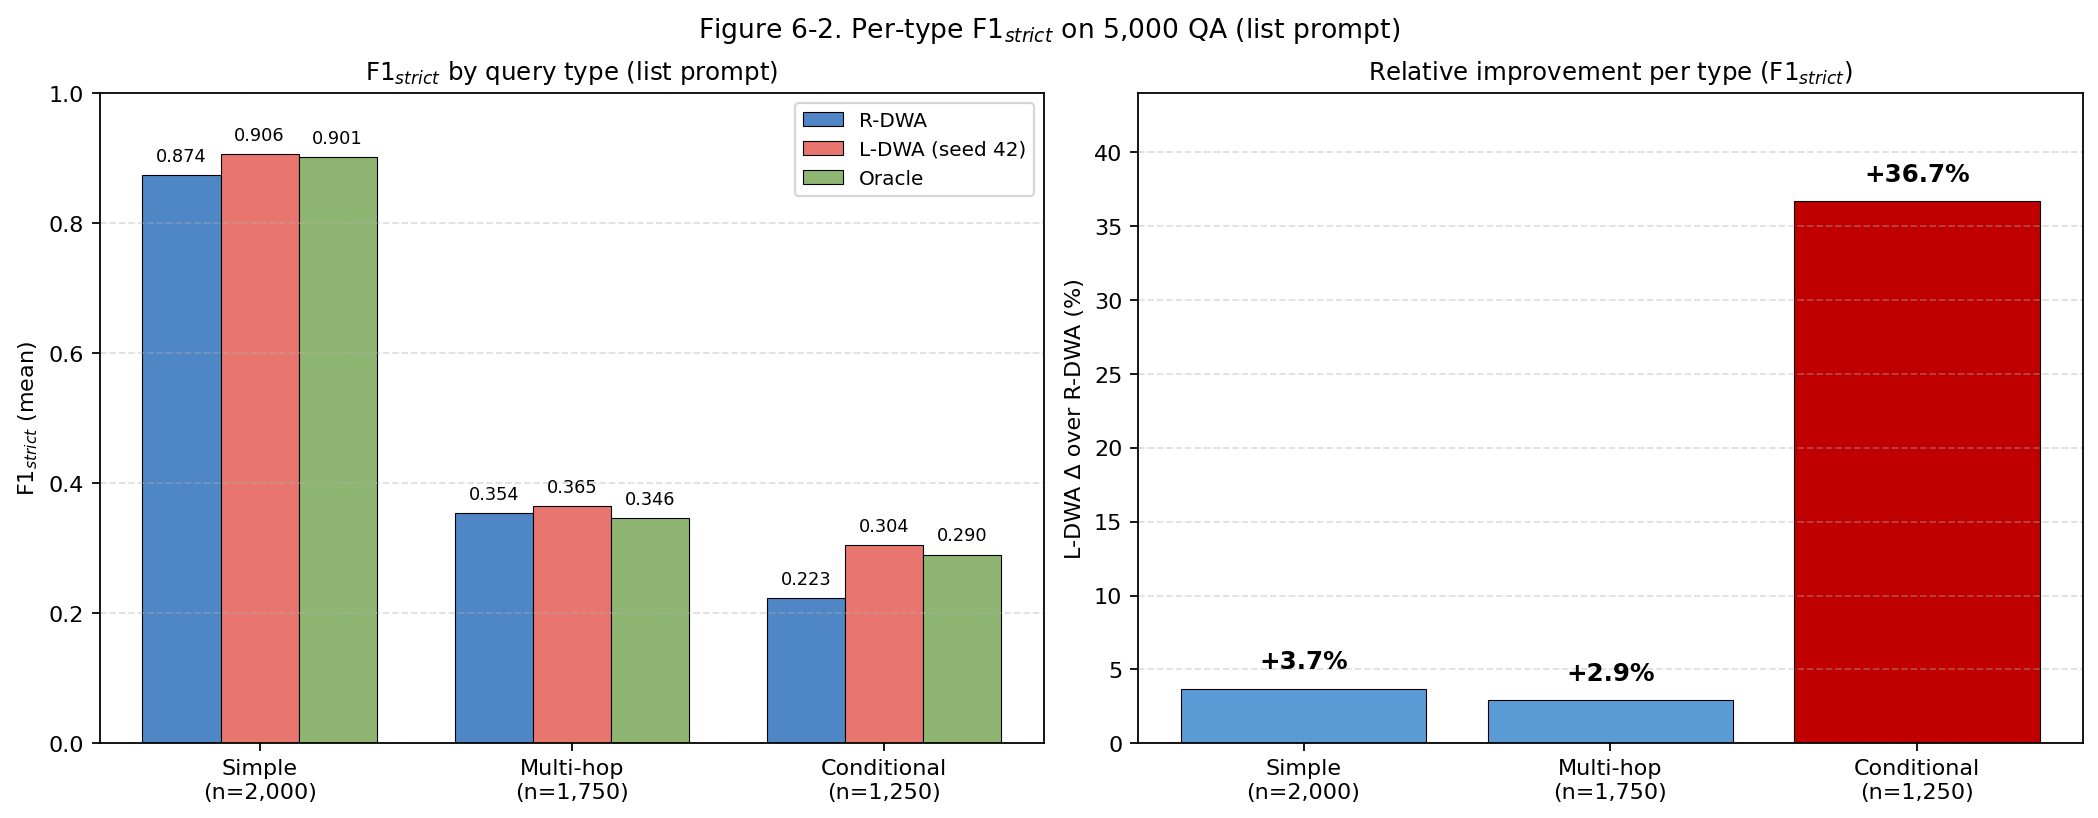 Figure 6-2. Per-type F1strict on 5,000 QA (list prompt)
F1strict by query type (list prompt)
F1strict (mean)
1.0
0.8
0.6
0.4
0.2
0.0
0.874
0.906
0.901
0.354
0.365
0.346
0.223
0.304
0.290
R-DWA
L-DWA (seed 42)
Oracle
Simple
(n=2,000)
Multi-hop
(n=1,750)
Conditional
(n=1,250)
Relative improvement per type (F1strict)
L-DWA Δ over R-DWA (%)
40
35
30
25
20
15
10
5
0
+3.7%
+2.9%
+36.7%
Simple
(n=2,000)
Multi-hop
(n=1,750)
Conditional
(n=1,250)